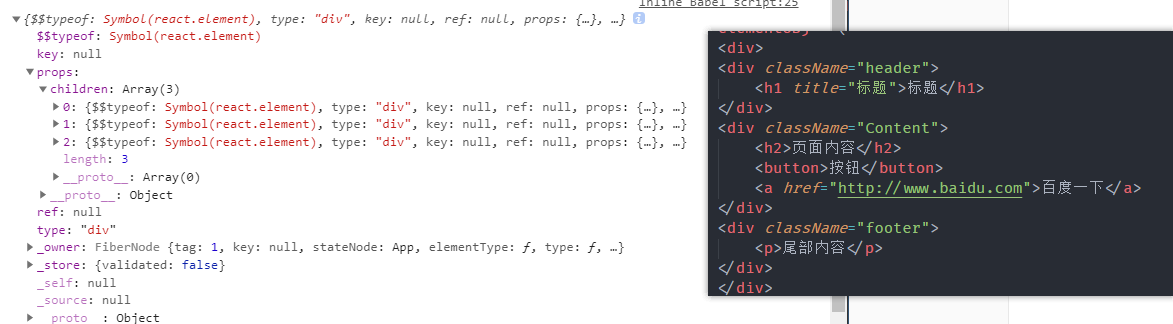 Inline Babel script:25
▼{$$typeof: Symbol(react.element), type: "div", key: null, ref: null, props: {…}, …} i
$$typeof: Symbol(react.element)
key: null
▼props:
▼children: Array(3)
▶0: {$$typeof: Symbol(react.element), type: "div", key: null, ref: null, props: {…}, …}
▶1: {$$typeof: Symbol(react.element), type: "div", key: null, ref: null, props: {…}, …}
▶2: {$$typeof: Symbol(react.element), type: "div", key: null, ref: null, props: {…}, …}
length: 3
▶__proto__: Array(0)
▶__proto__: Object
ref: null
type: "div"
▶_owner: FiberNode {tag: 1, key: null, stateNode: App, elementType: ƒ, type: ƒ, …}
▶_store: {validated: false}
_self: null
_source: null
▶__proto__: Object
<div>
<div className="header">
<h1 title="标题">标题</h1>
</div>
<div className="Content">
<h2>页面内容</h2>
<button>按钮</button>
<a href="http://www.baidu.com">百度一下</a>
</div>
<div className="footer">
<p>尾部内容</p>
</div>
</div>